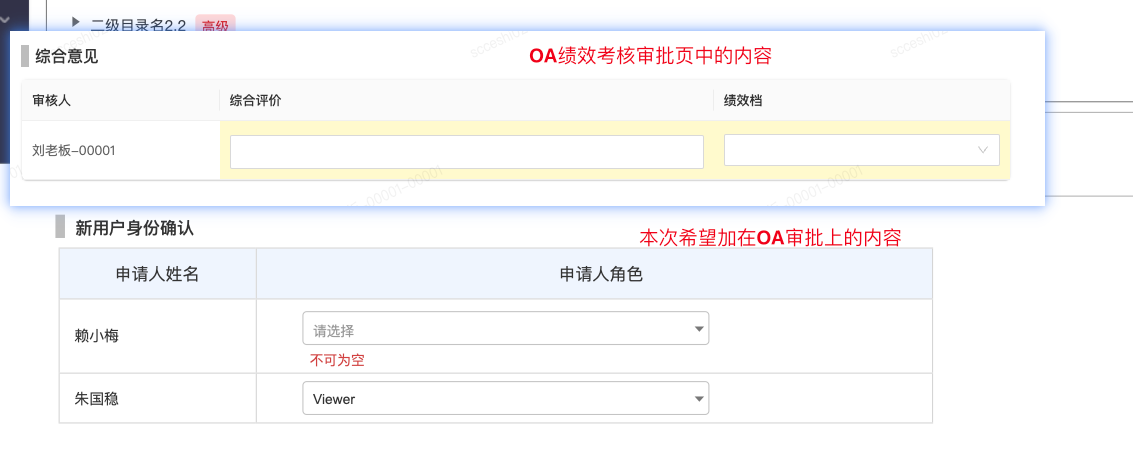 二级目录名2.2 高级
综合意见
OA绩效考核审批页中的内容
审核人 综合评价 绩效档
刘老板-00001
新用户身份确认
本次希望加在OA审批上的内容
申请人姓名 申请人角色
赖小梅 请选择
不可为空
朱国稳 Viewer